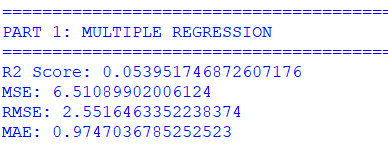 ==========================================
PART 1: MULTIPLE REGRESSION
==========================================
R2 Score: 0.053951746872607176
MSE: 6.51089902006124
RMSE: 2.5516463352238374
MAE: 0.9747036785252523